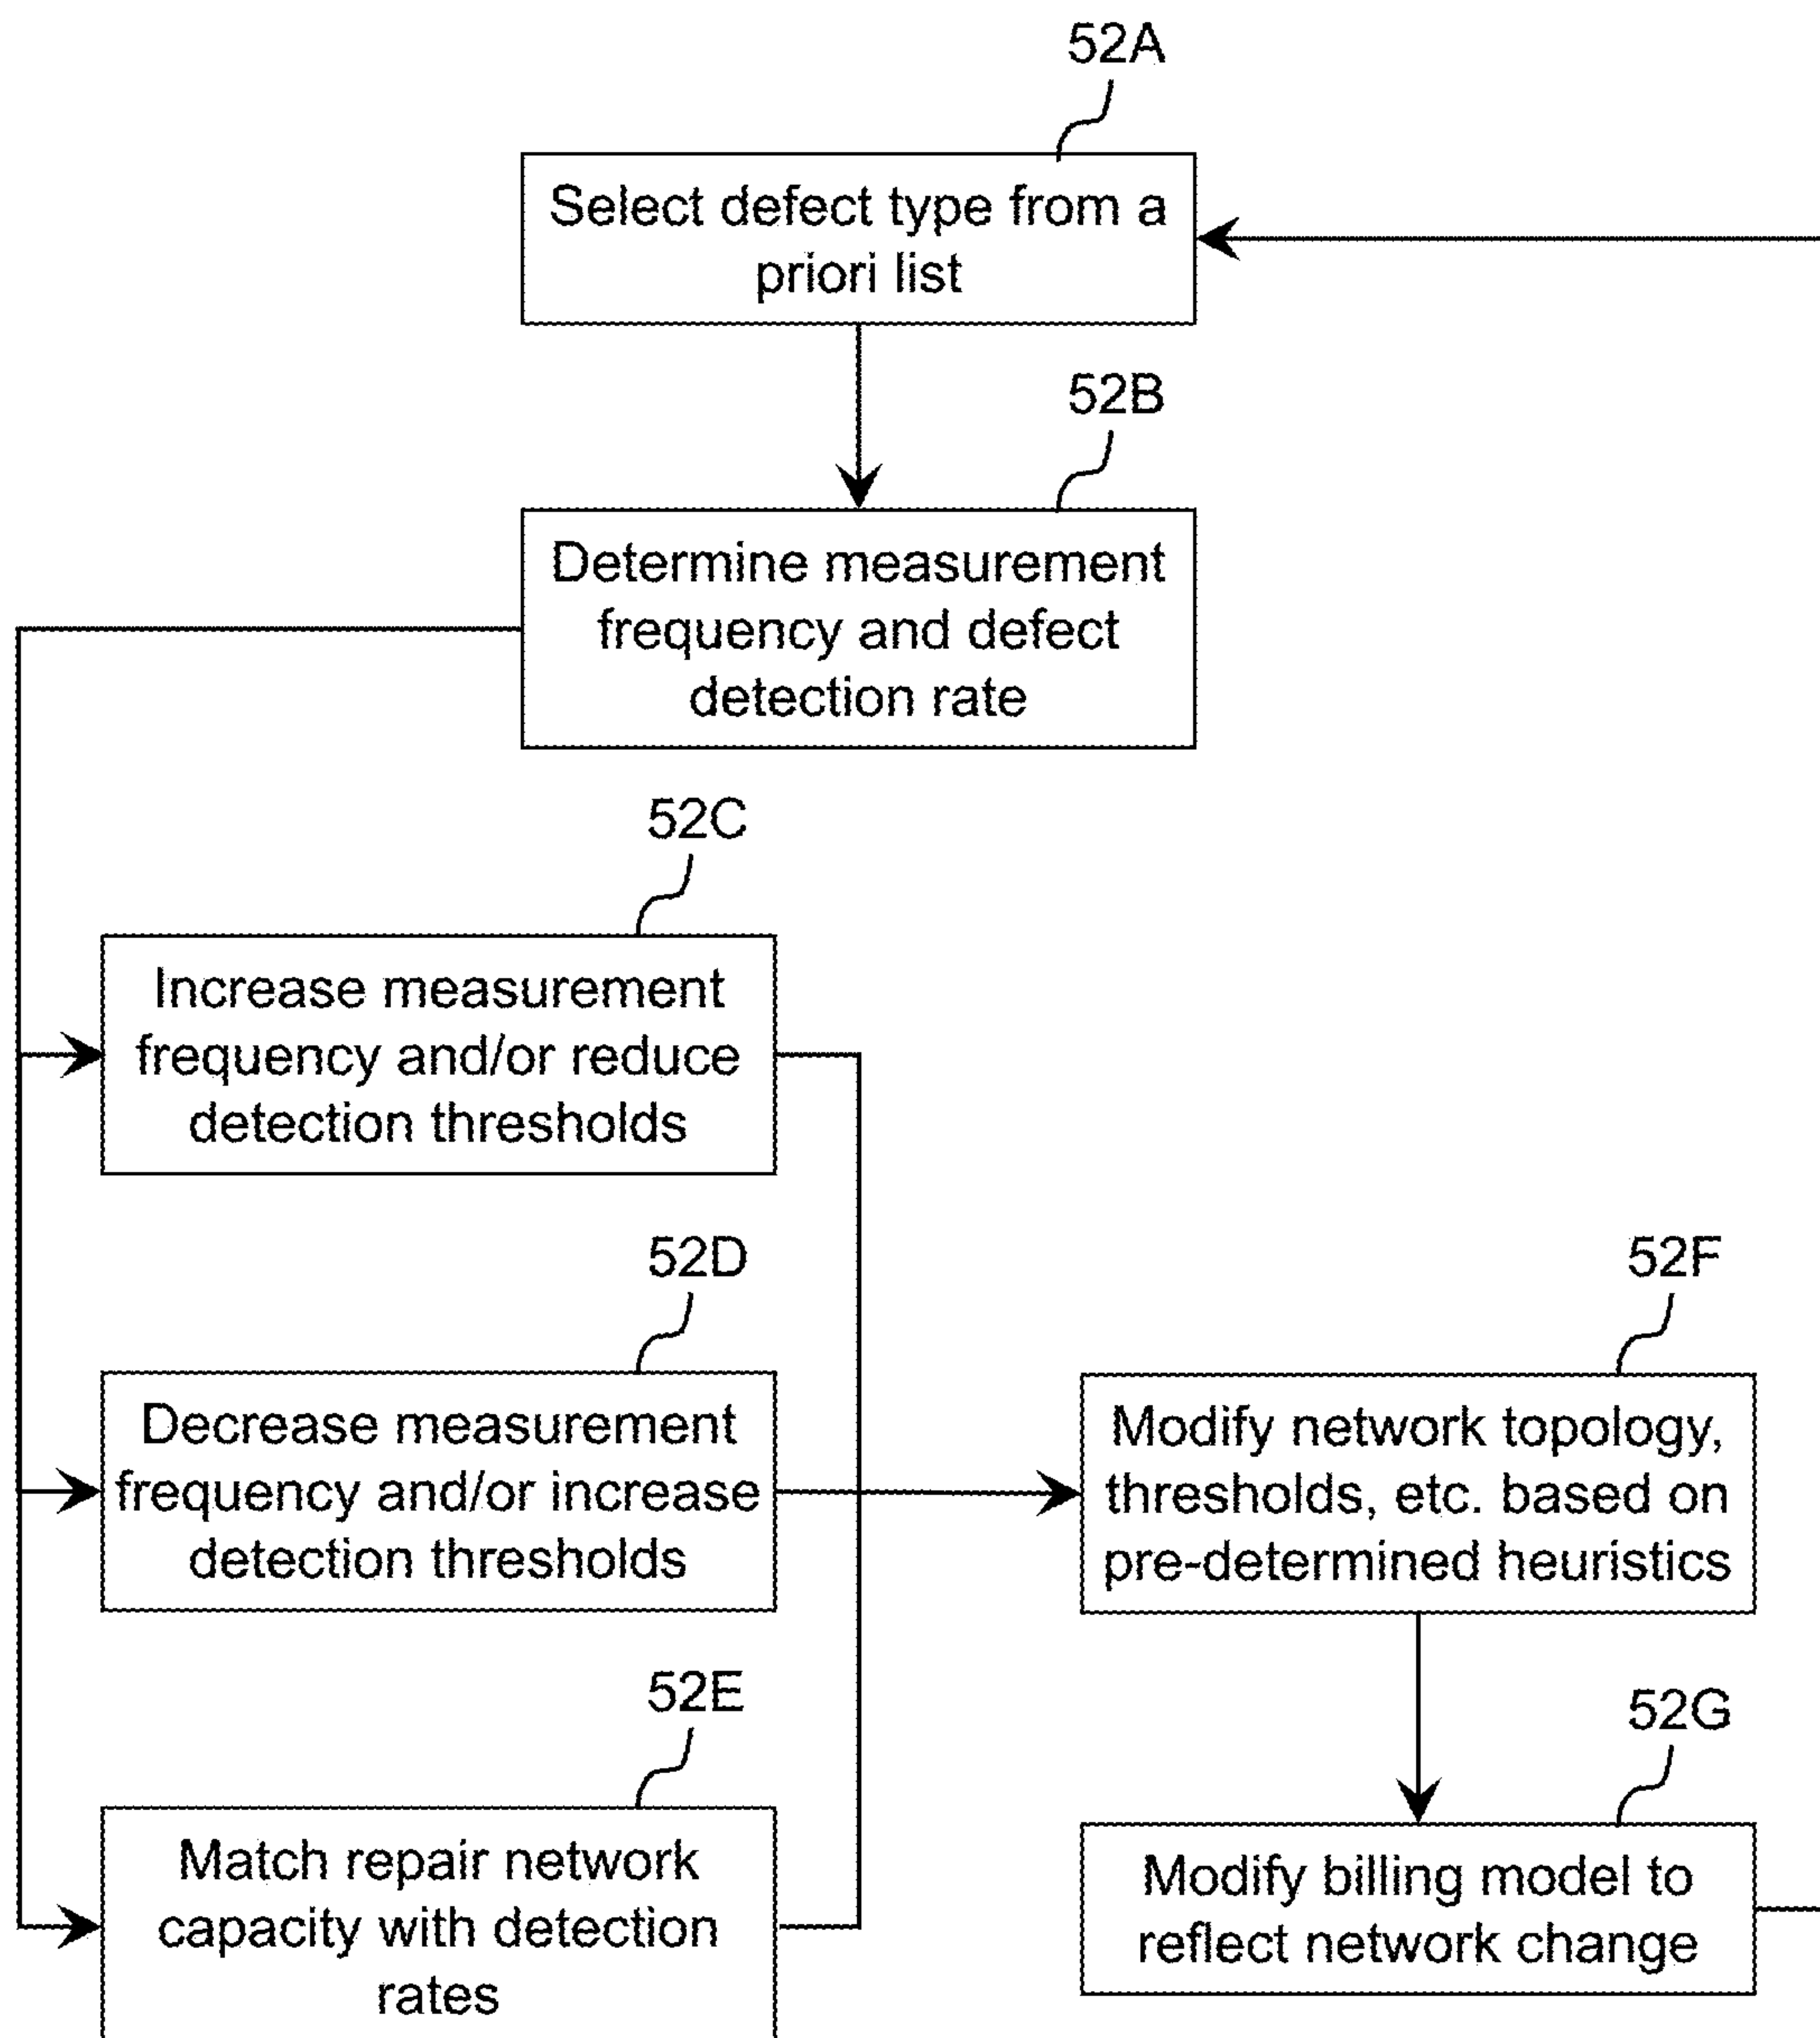 52A
Select defect type from a
priori list
52B
Determine measurement
frequency and defect
detection rate
52C
Increase measurement
frequency and/or reduce
detection thresholds
52D
Decrease measurement
frequency and/or increase
detection thresholds
52E
Match repair network
capacity with detection
rates
52F
Modify network topology,
thresholds, etc. based on
pre-determined heuristics
52G
Modify billing model to
reflect network change